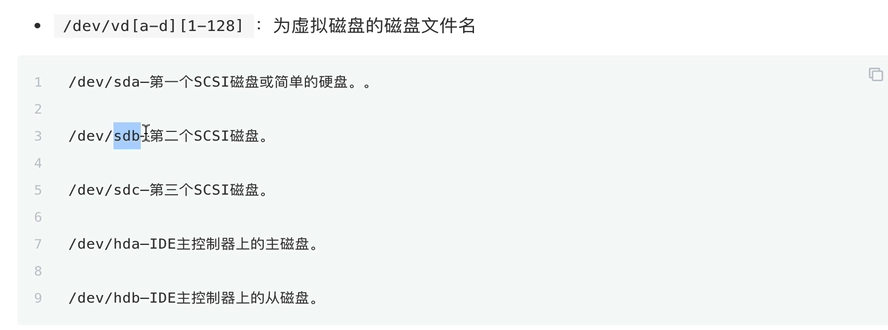 • /dev/vd[a-d][1-128] ：为虚拟磁盘的磁盘文件名
1 /dev/sda—第一个SCSI磁盘或简单的硬盘。。
2
3 /dev/sdb—第二个SCSI磁盘。
4
5 /dev/sdc—第三个SCSI磁盘。
6
7 /dev/hda—IDE主控制器上的主磁盘。
8
9 /dev/hdb—IDE主控制器上的从磁盘。